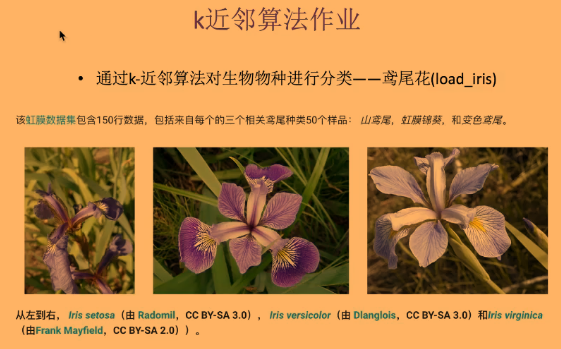 k近邻算法作业
• 通过k-近邻算法对生物物种进行分类——鸢尾花(load_iris)
该虹膜数据集包含150行数据，包括来自每个的三个相关鸢尾种类50个样品： 山鸢尾，虹膜锦葵，和变色鸢尾。
从左到右， Iris setosa（由 Radomil，CC BY-SA 3.0）， Iris versicolor（由 Dlanglois，CC BY-SA 3.0）和Iris virginica
（由Frank Mayfield，CC BY-SA 2.0））。